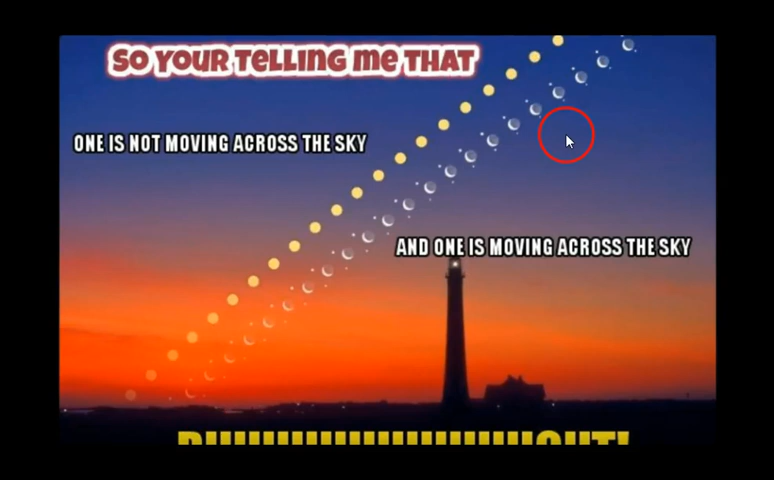 SO YOUR TELLING ME THAT
ONE IS NOT MOVING ACROSS THE SKY
AND ONE IS MOVING ACROSS THE SKY